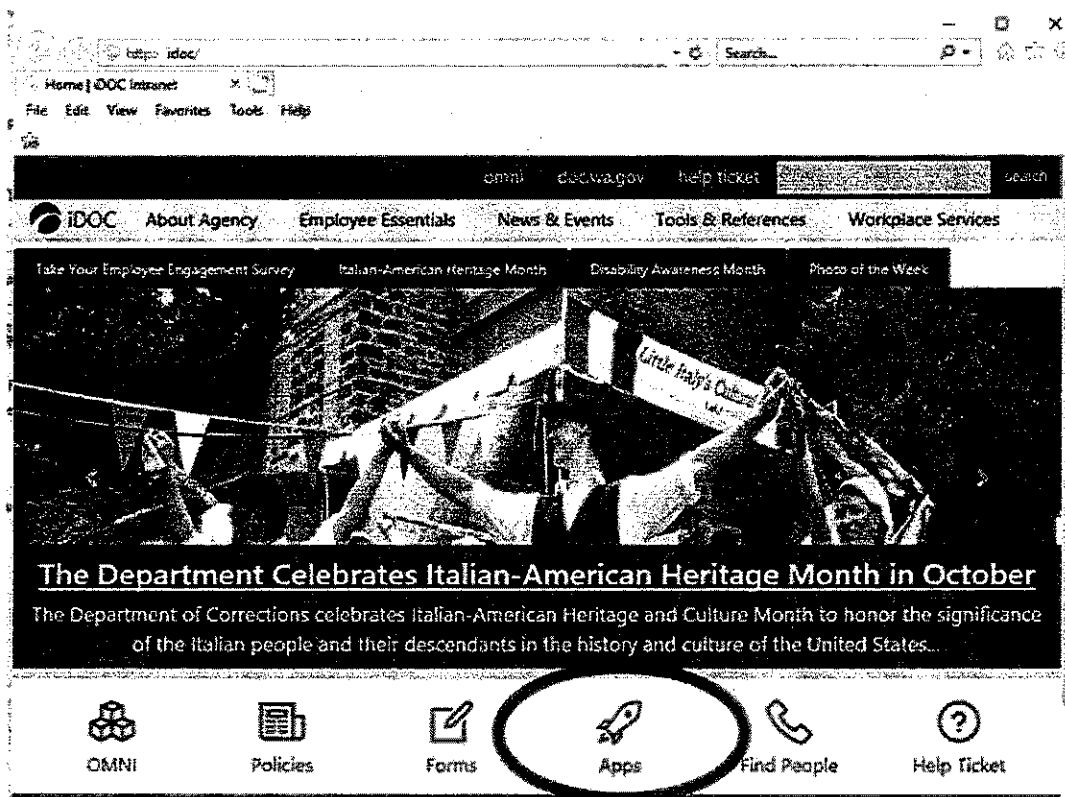 http:// idoc/ Search...
Home | iDOC Intranet
File Edit View Favorites Tools Help
omni doc.wa.gov help ticket search
iDOC About Agency Employee Essentials News & Events Tools & References Workplace Services
Take Your Employee Engagement Survey Italian-American Heritage Month Disability Awareness Month Photo of the Week
Little Italy's
The Department Celebrates Italian-American Heritage Month in October
The Department of Corrections celebrates Italian-American Heritage and Culture Month to honor the significance
of the Italian people and their descendants in the history and culture of the United States...
OMNI Policies Forms Apps Find People Help Ticket